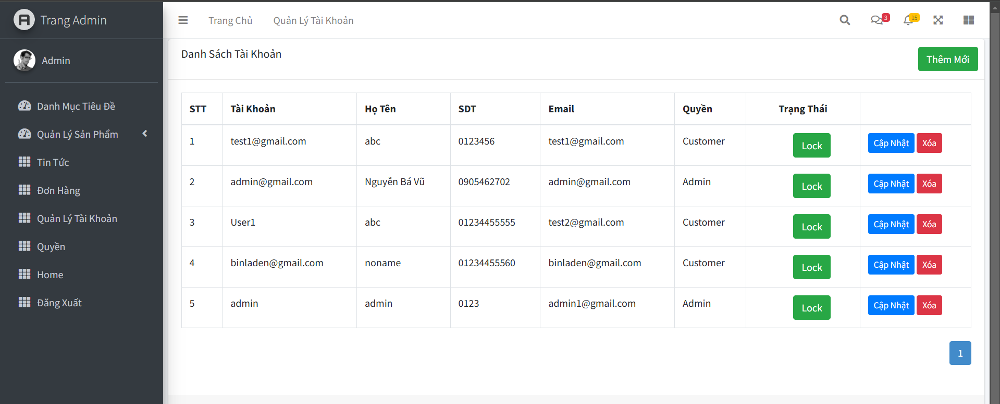 Trang Admin
Trang Chủ Quản Lý Tài Khoản 3 15
Admin
Danh Mục Tiêu Đề
Quản Lý Sản Phẩm
Tin Tức
Đơn Hàng
Quản Lý Tài Khoản
Quyền
Home
Đăng Xuất
Danh Sách Tài Khoản Thêm Mới
STT Tài Khoản Họ Tên SDT Email Quyền Trạng Thái
1 test1@gmail.com abc 0123456 test1@gmail.com Customer Lock Cập Nhật Xóa
2 admin@gmail.com Nguyễn Bá Vũ 0905462702 admin@gmail.com Admin Lock Cập Nhật Xóa
3 User1 abc 01234455555 test2@gmail.com Customer Lock Cập Nhật Xóa
4 binladen@gmail.com noname 01234455560 binladen@gmail.com Customer Lock Cập Nhật Xóa
5 admin admin 0123 admin1@gmail.com Admin Lock Cập Nhật Xóa
1